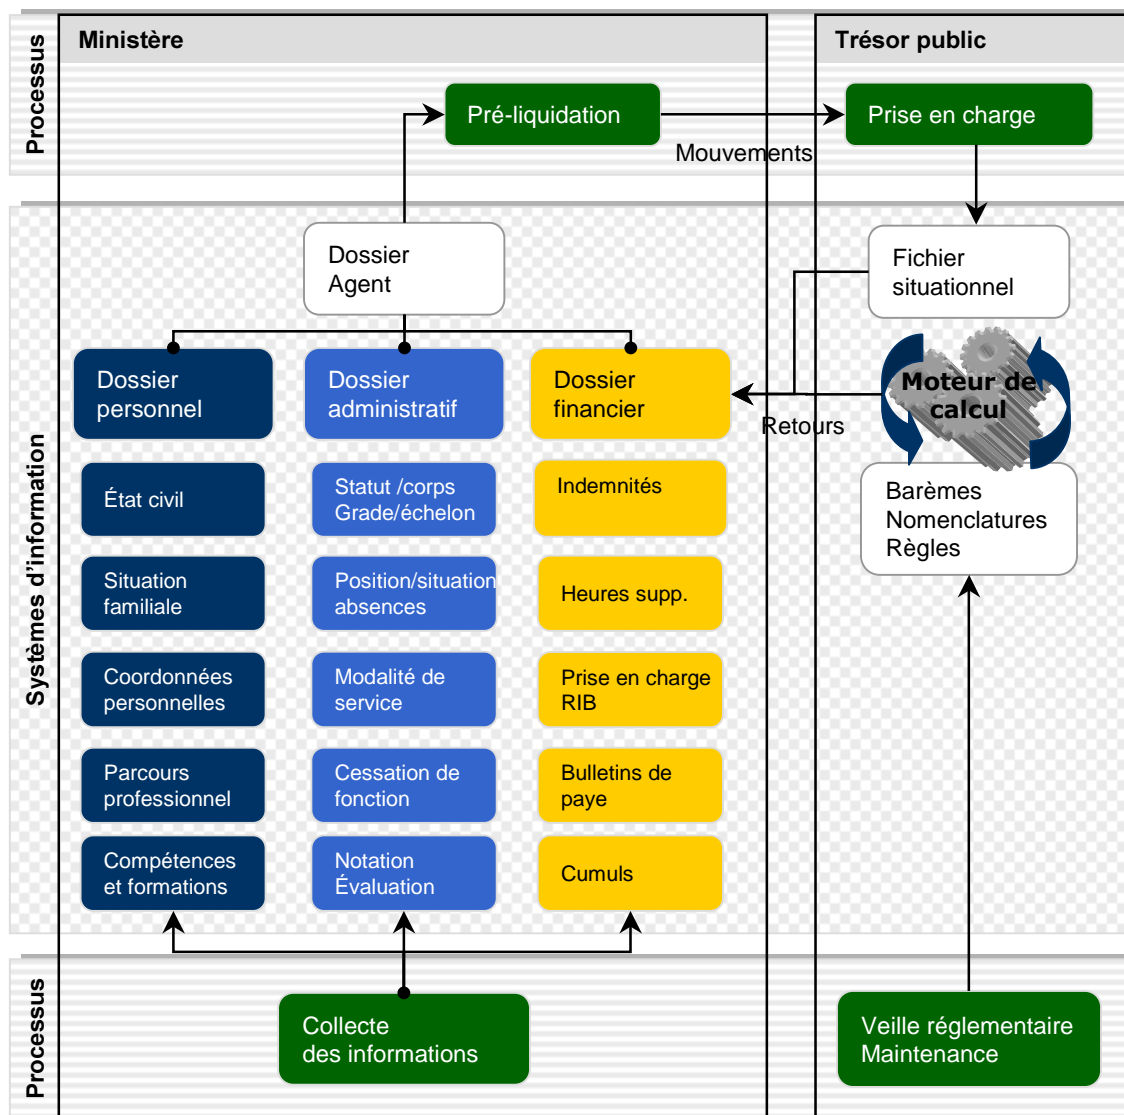 Processus
Ministère
Trésor public
Pré-liquidation
Prise en charge
Mouvements
Systèmes d'information
Dossier
Agent
Fichier
situationnel
Dossier
personnel
Dossier
administratif
Dossier
financier
Moteur de
calcul
Retours
État civil
Statut /corps
Grade/échelon
Indemnités
Barèmes
Nomenclatures
Règles
Situation
familiale
Position/situation
absences
Heures supp.
Coordonnées
personnelles
Modalité de
service
Prise en charge
RIB
Parcours
professionnel
Cessation de
fonction
Bulletins de
paye
Compétences
et formations
Notation
Évaluation
Cumuls
Processus
Collecte
des informations
Veille réglementaire
Maintenance